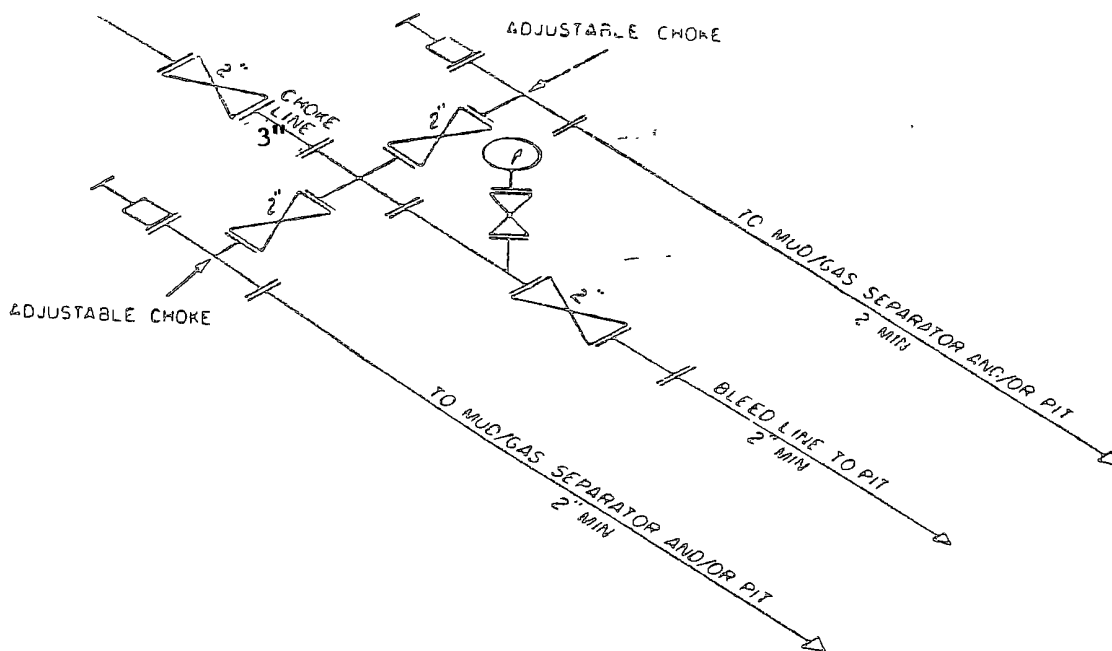 ADJUSTABLE CHOKE
2"
CHOKE
LINE
3"
2"
P
2"
ADJUSTABLE CHOKE
2"
TO MUD/GAS SEPARATOR AND/OR PIT
2 MIN
BLEED LINE TO PIT
2" MIN
TO MUD/GAS SEPARATOR AND/OR PIT
2" MIN